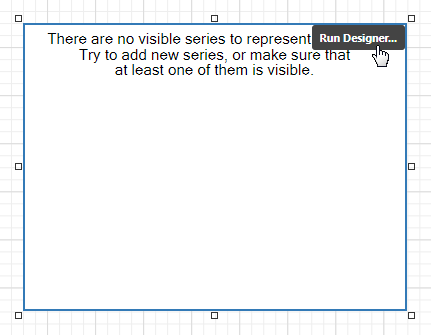 There are no visible series to represent
Run Designer...
Try to add new series, or make sure that
at least one of them is visible.